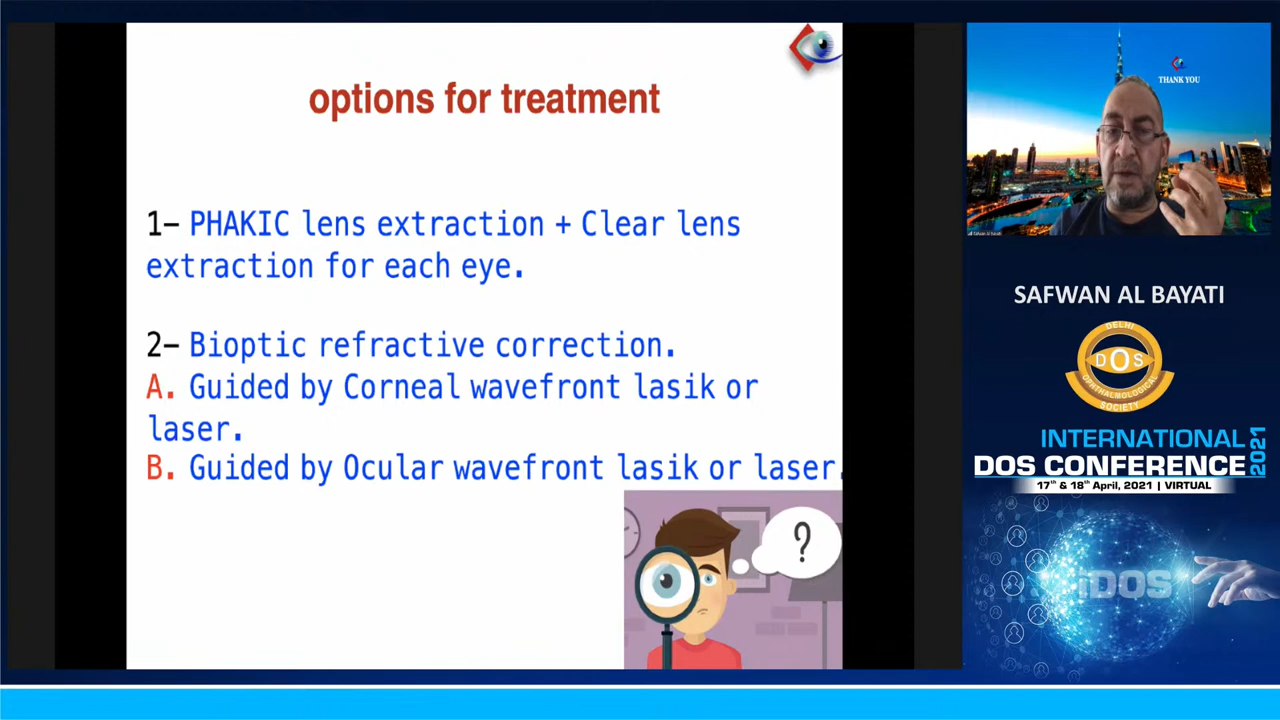 options for treatment
1- PHAKIC lens extraction + Clear lens
extraction for each eye.
2- Bioptic refractive correction.
A. Guided by Corneal wavefront lasik or
laser.
B. Guided by Ocular wavefront lasik or laser.
?
THANK YOU
SAFWAN AL BAYATI
DELHI
DOS
OPHTHALMOLOGICAL
SOCIETY
INTERNATIONAL
DOS CONFERENCE
2021
17th & 18th April, 2021 | VIRTUAL
iDOS